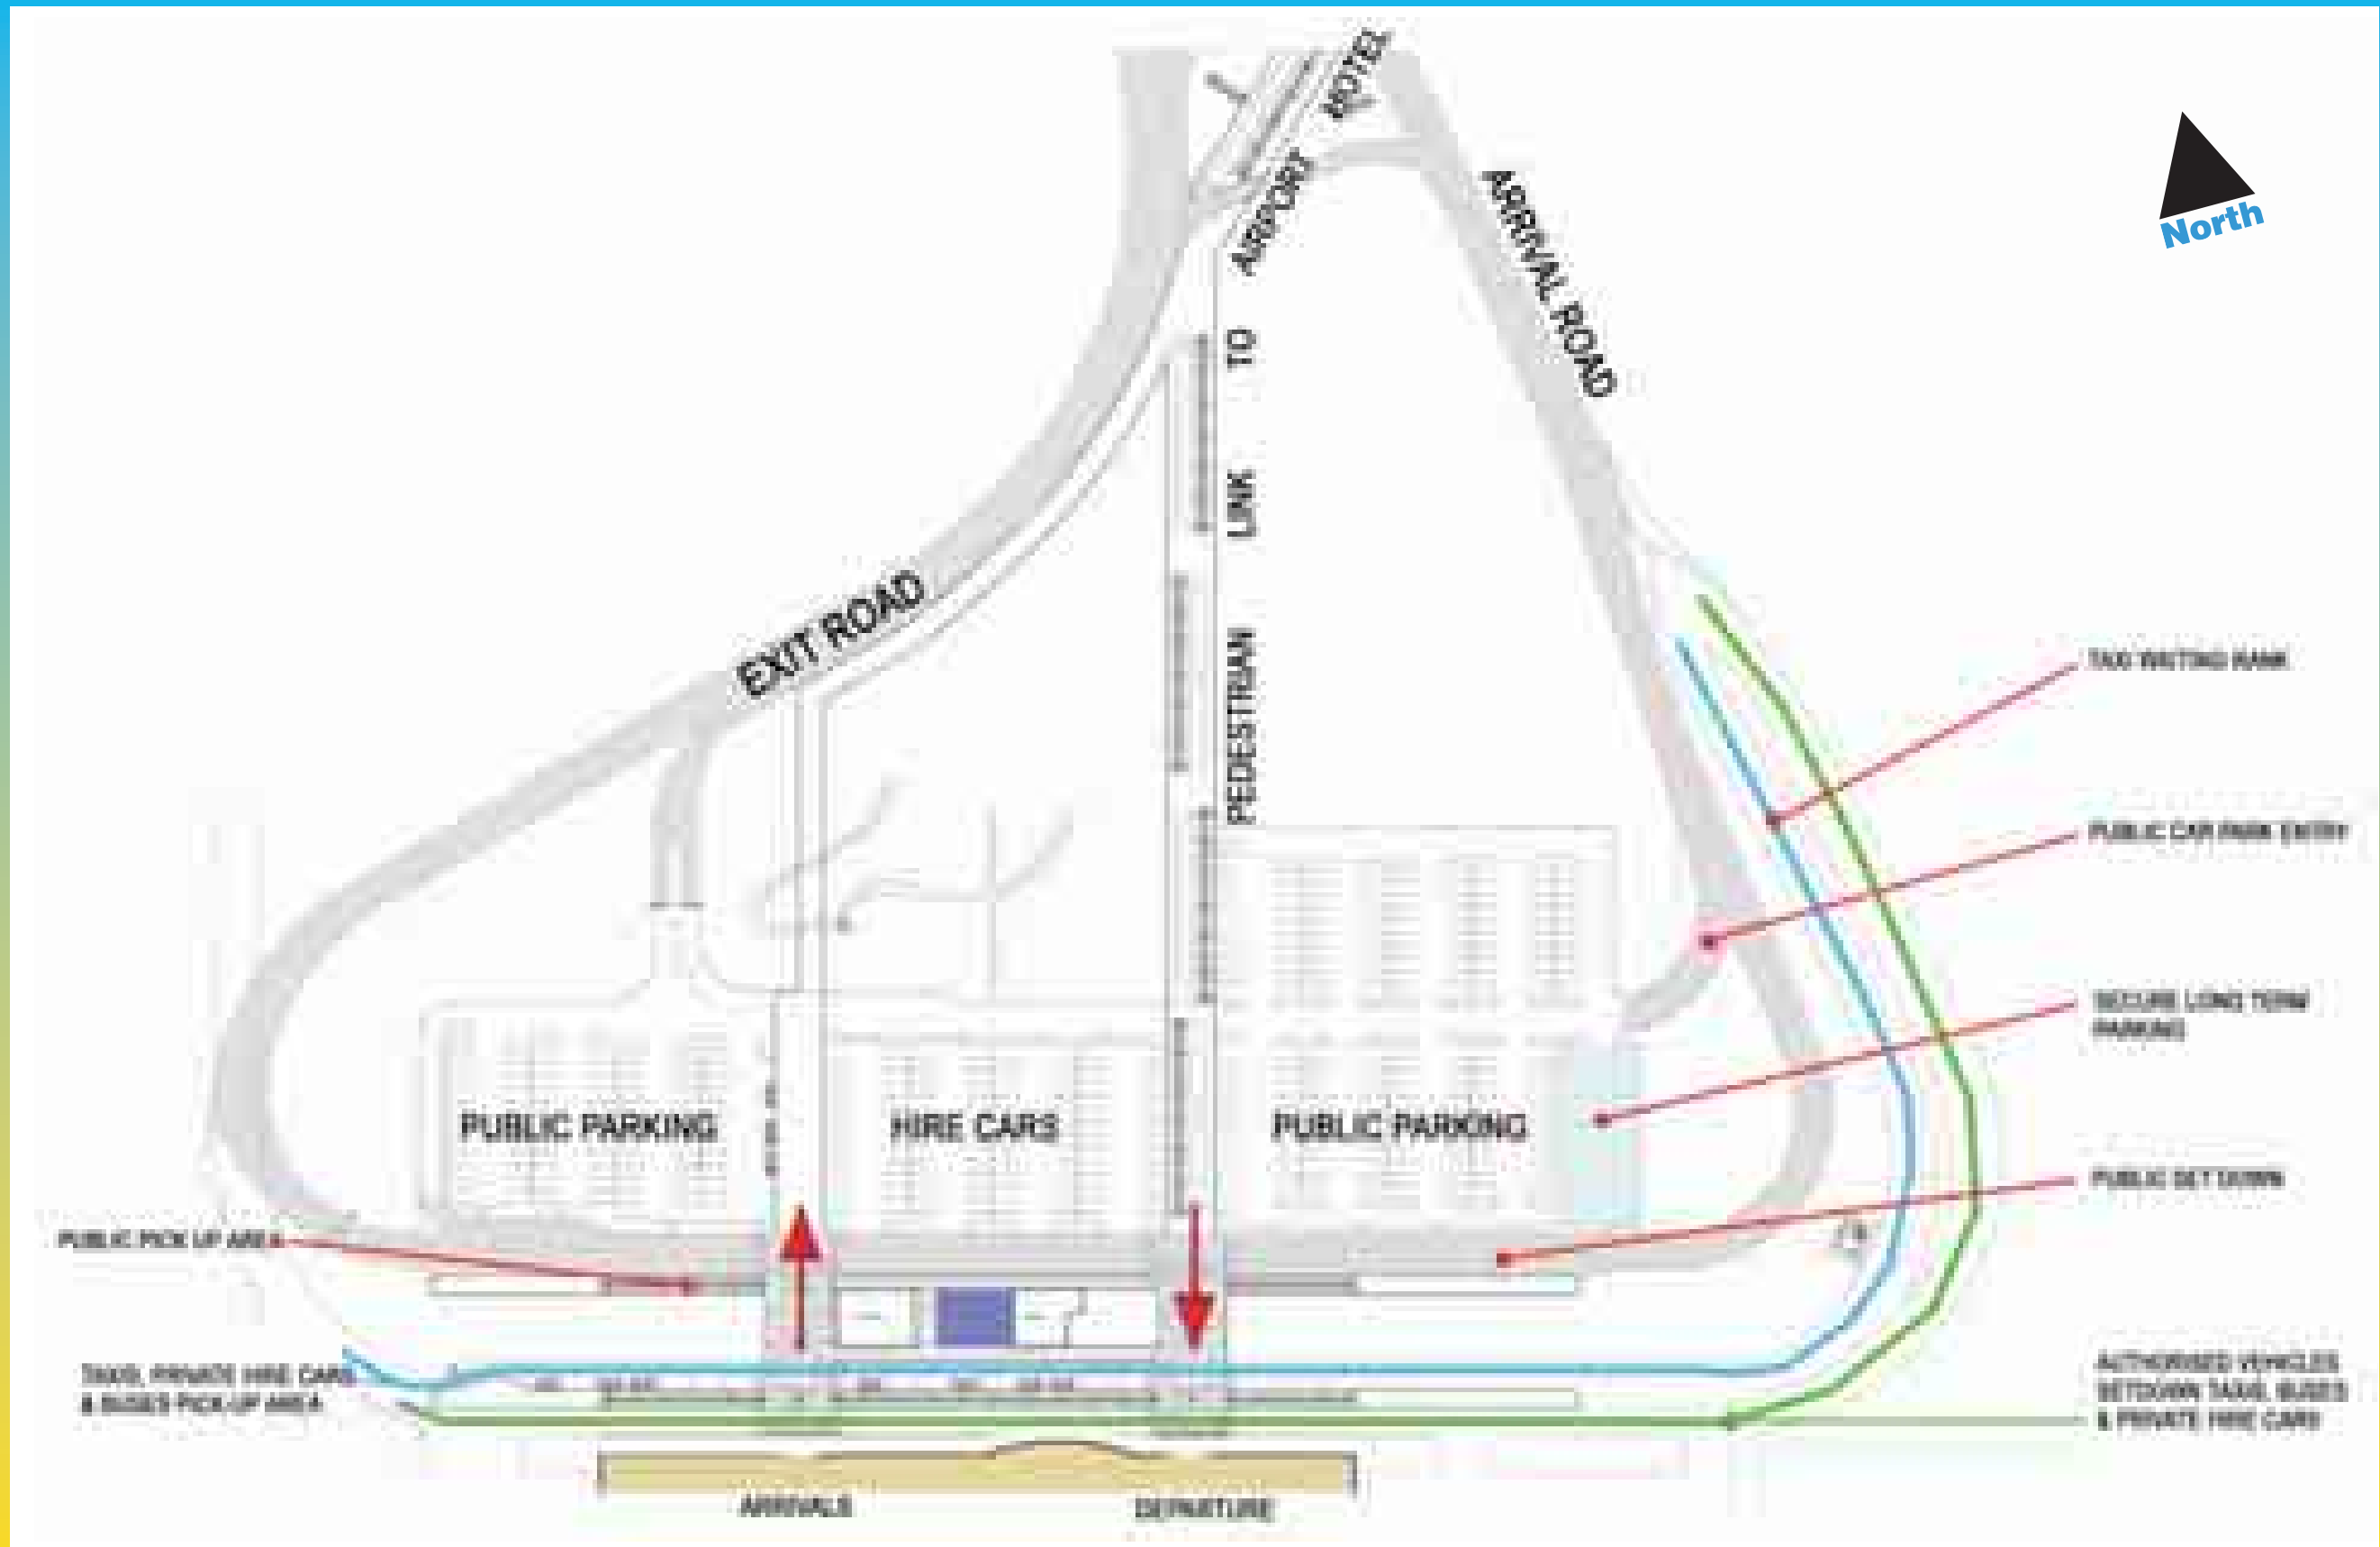 HOTEL
AIRPORT
TO
LINK
PEDESTRIAN
North
ARRIVAL ROAD
EXIT ROAD
TAXI WAITING RANK
PUBLIC CAR PARK ENTRY
SECURE LONG TERM
PARKING
PUBLIC PARKING
HIRE CARS
PUBLIC PARKING
PUBLIC SET DOWN
PUBLIC PICK UP AREA
TAXIS, PRIVATE HIRE CARS
& BUSES PICK-UP AREA
AUTHORISED VEHICLES
SETDOWN TAXIS, BUSES
& PRIVATE HIRE CARS
ARRIVALS
DEPARTURE